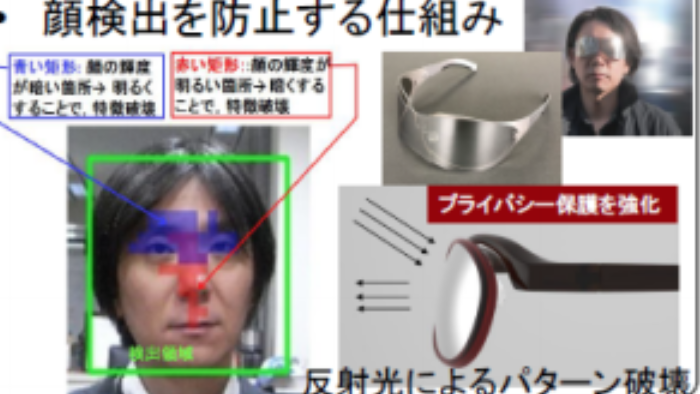 • 顔検出を防止する仕組み
青い矩形: 顔の輝度
が暗い箇所→ 明るく
することで, 特徴破壊
赤い矩形::顔の輝度が
明るい箇所→暗くする
ことで, 特徴破壊
プライバシー保護を強化
検出領域
反射光によるパターン破壊